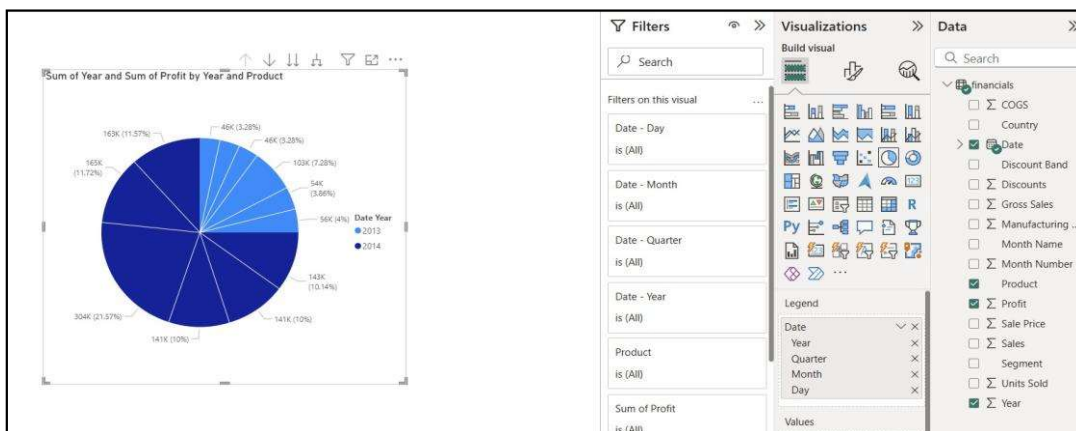 Sum of Year and Sum of Profit by Year and Product
163K (11.57%)
46K (3.28%)
46K (3.28%)
165K
(11.72%)
103K (7.28%)
54K
(3.86%)
56K (4%)
143K
(10.14%)
141K (10%)
141K (10%)
304K (21.57%)
Date Year
2013
2014
Filters
Search
Filters on this visual
...
Date - Day
is (All)
Date - Month
is (All)
Date - Quarter
is (All)
Date - Year
is (All)
Product
is (All)
Sum of Profit
is (All)
Visualizations
Build visual
123
R
Py
...
Legend
Date
Year
Quarter
Month
Day
Values
Data
Search
financials
Σ COGS
Country
Date
Discount Band
Σ Discounts
Σ Gross Sales
Σ Manufacturing ...
Month Name
Σ Month Number
Product
Σ Profit
Σ Sale Price
Σ Sales
Segment
Σ Units Sold
Σ Year